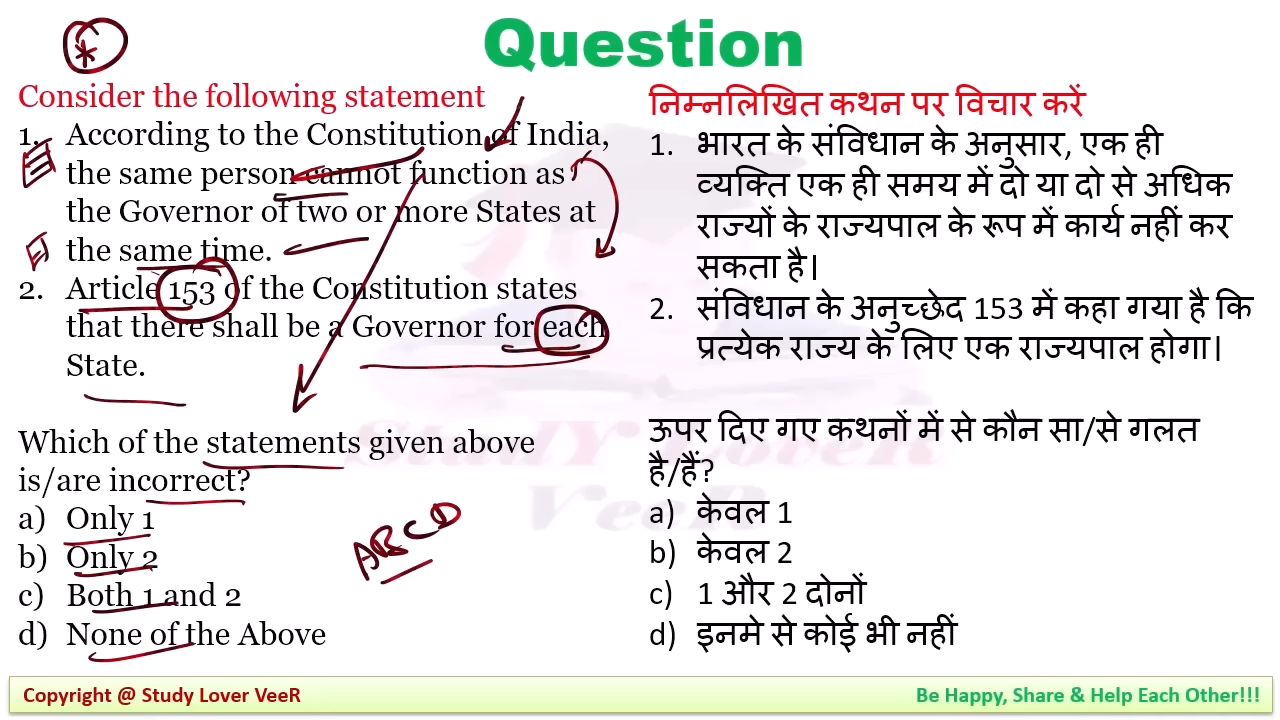 Question
Consider the following statement
1. According to the Constitution of India,
the same person cannot function as
the Governor of two or more States at
the same time.
2. Article 153 of the Constitution states
that there shall be a Governor for each
State.
Which of the statements given above
is/are incorrect?
a) Only 1
b) Only 2
c) Both 1 and 2
d) None of the Above
ABCD
निम्नलिखित कथन पर विचार करें
1. भारत के संविधान के अनुसार, एक ही
व्यक्ति एक ही समय में दो या दो से अधिक
राज्यों के राज्यपाल के रूप में कार्य नहीं कर
सकता है।
2. संविधान के अनुच्छेद 153 में कहा गया है कि
प्रत्येक राज्य के लिए एक राज्यपाल होगा।
ऊपर दिए गए कथनों में से कौन सा/से गलत
है/हैं?
a) केवल 1
b) केवल 2
c) 1 और 2 दोनों
d) इनमे से कोई भी नहीं
StudY LoveR
VeeR
Copyright @ Study Lover VeeR
Be Happy, Share & Help Each Other!!!